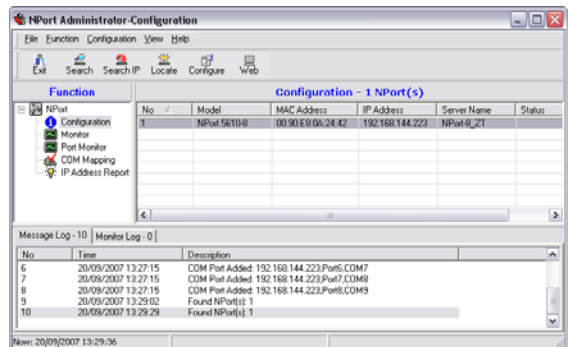 NPort Administrator-Configuration
File Function Configuration View Help
Exit Search Search IP Locate Configure Web
Function
Configuration - 1 NPort(s)
NPort
Configuration
Monitor
Port Monitor
COM Mapping
IP Address Report
No / Model MAC Address IP Address Server Name Status
1 NPort 5610-8 00:90:E8:0A:24:42 192.168.144.223 NPort-8_ZT
Message Log - 10 Monitor Log - 0
No Time Description
6 20/09/2007 13:27:15 COM Port Added: 192.168.144.223,Port6,COM7
7 20/09/2007 13:27:15 COM Port Added: 192.168.144.223,Port7,COM8
8 20/09/2007 13:27:15 COM Port Added: 192.168.144.223,Port8,COM9
9 20/09/2007 13:29:02 Found NPort(s): 1
10 20/09/2007 13:29:29 Found NPort(s): 1
Now: 20/09/2007 13:29:36